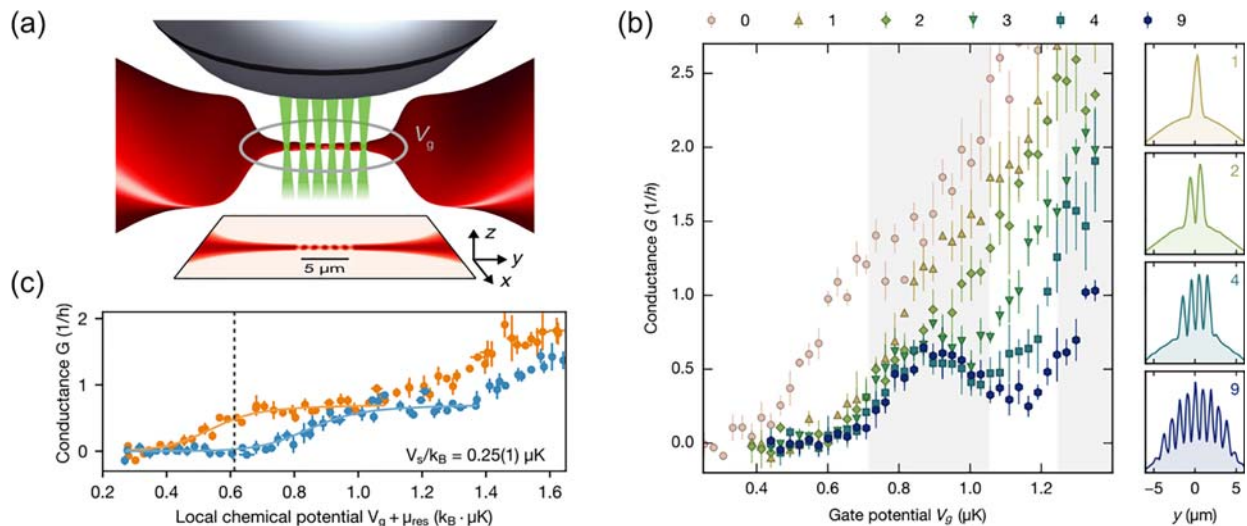 (a)
V_g
5 μm
z
y
x
(b)
0 1 2 3 4 9
Conductance G (1/h)
2.5
2.0
1.5
1.0
0.5
0.0
0.4 0.6 0.8 1.0 1.2
Gate potential V_g (μK)
1
2
4
9
−5 0 5
y (μm)
(c)
Conductance G (1/h)
2
1
0
V_s/k_B = 0.25(1) μK
0.2 0.4 0.6 0.8 1.0 1.2 1.4 1.6
Local chemical potential V_g + μ_res (k_B · μK)